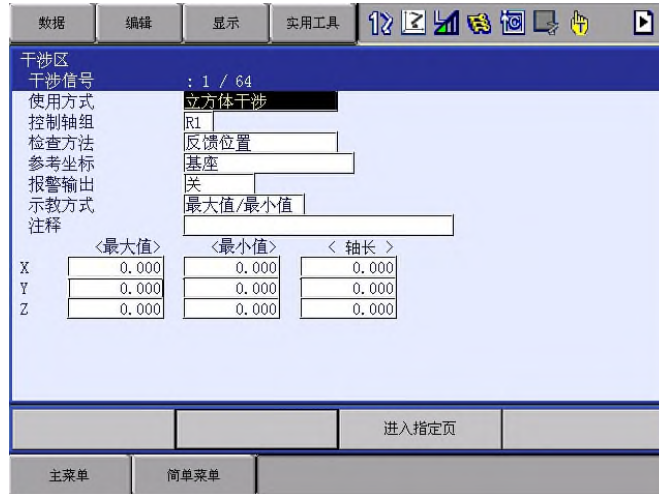 数据 编辑 显示 实用工具
干涉区
干涉信号 : 1 / 64
使用方式 立方体干涉
控制轴组 R1
检查方法 反馈位置
参考坐标 基座
报警输出 关
示教方式 最大值/最小值
注释
<最大值> <最小值> < 轴长 >
X 0.000 0.000 0.000
Y 0.000 0.000 0.000
Z 0.000 0.000 0.000
进入指定页
主菜单 简单菜单